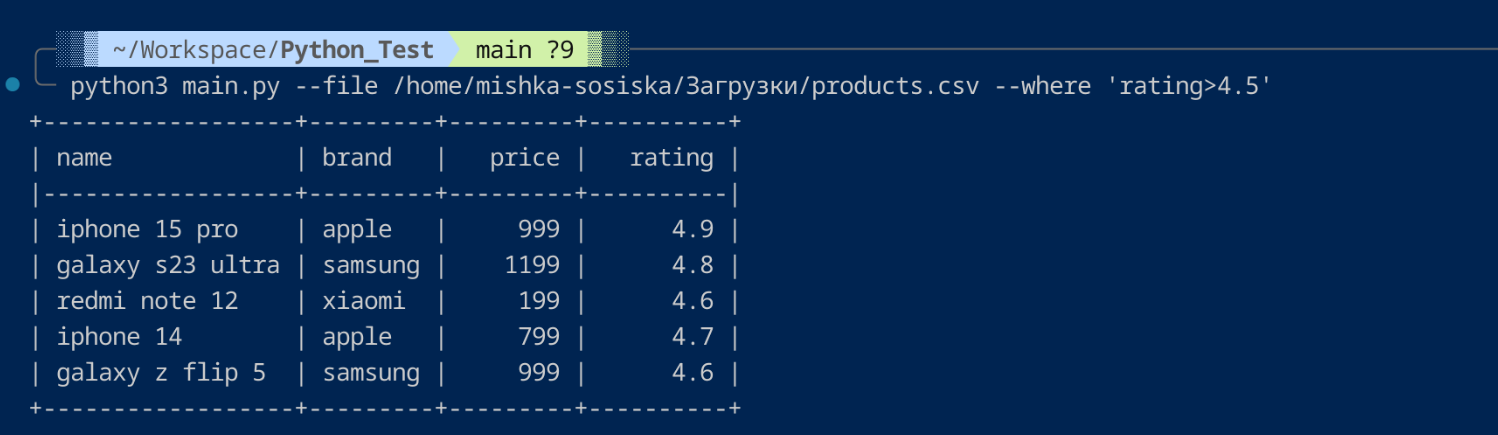 ~/Workspace/Python_Test main ?9
python3 main.py --file /home/mishka-sosiska/Загрузки/products.csv --where 'rating>4.5'
+------------------+---------+---------+----------+
| name             | brand   |   price |   rating |
|------------------+---------+---------+----------|
| iphone 15 pro    | apple   |     999 |      4.9 |
| galaxy s23 ultra | samsung |    1199 |      4.8 |
| redmi note 12    | xiaomi  |     199 |      4.6 |
| iphone 14        | apple   |     799 |      4.7 |
| galaxy z flip 5  | samsung |     999 |      4.6 |
+------------------+---------+---------+----------+